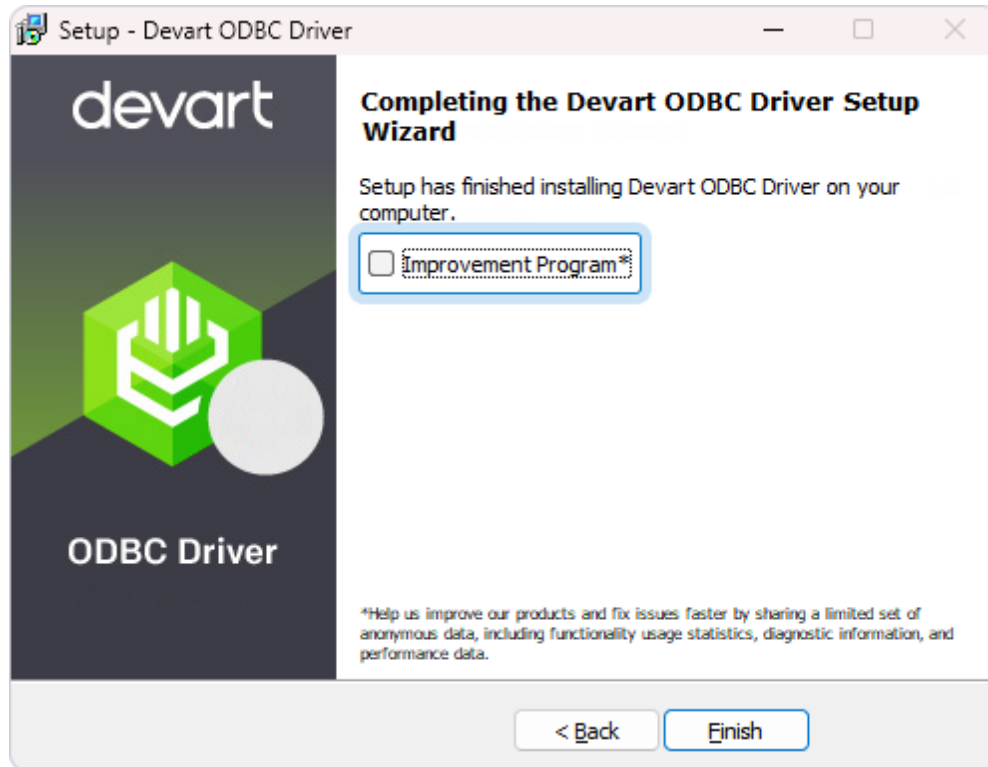 Setup - Devart ODBC Driver
devart
Completing the Devart ODBC Driver Setup
Wizard
Setup has finished installing Devart ODBC Driver on your
computer.
Improvement Program*
ODBC Driver
*Help us improve our products and fix issues faster by sharing a limited set of
anonymous data, including functionality usage statistics, diagnostic information, and
performance data.
< Back
Finish